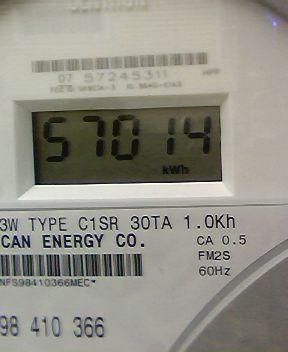 07 57245311
57014
kWh
3W TYPE C1SR 30TA 1.0Kh
CAN ENERGY CO.
CA 0.5
FM2S
60Hz
NFS98410366MEC*
98 410 366